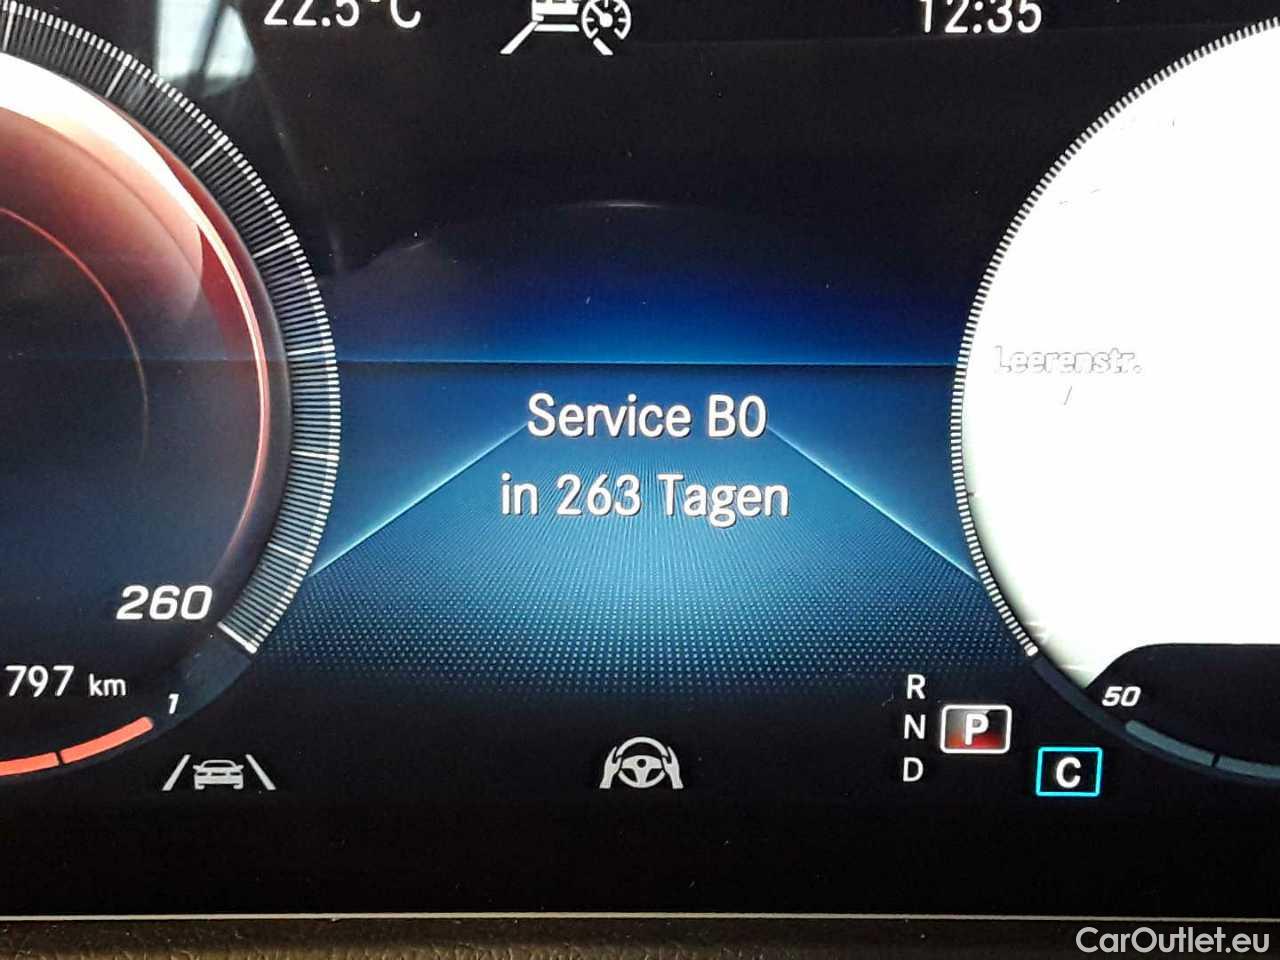 22.5°C
12:35
Leerenstr.
Service B0
in 263 Tagen
260
797 km
1
50
R
N
P
D
C
CarOutlet.eu